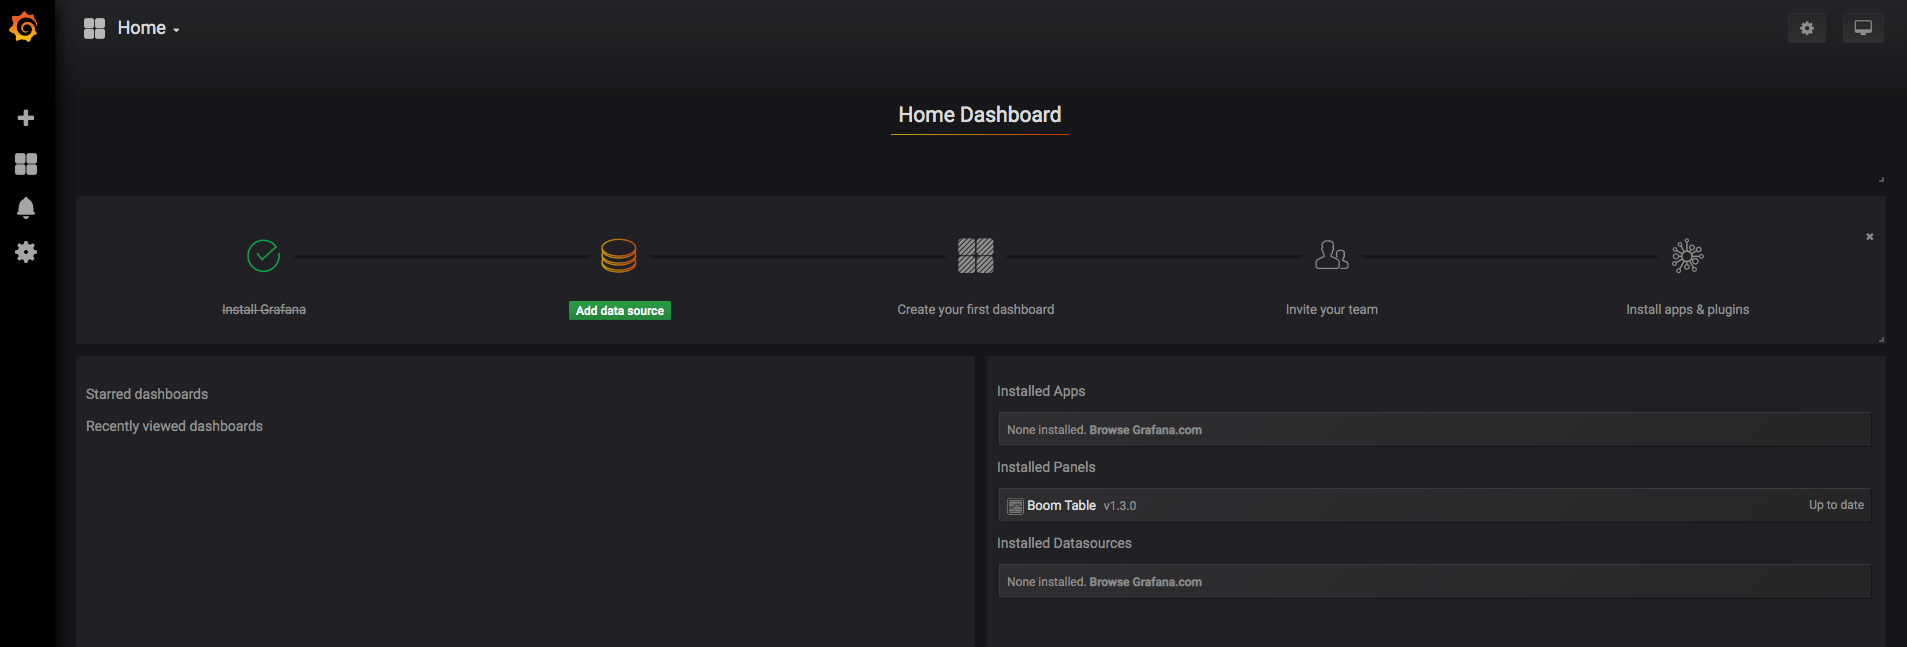 Home
Home Dashboard
Install Grafana
Add data source
Create your first dashboard
Invite your team
Install apps & plugins
Starred dashboards
Recently viewed dashboards
Installed Apps
None installed. Browse Grafana.com
Installed Panels
Boom Table v1.3.0 Up to date
Installed Datasources
None installed. Browse Grafana.com